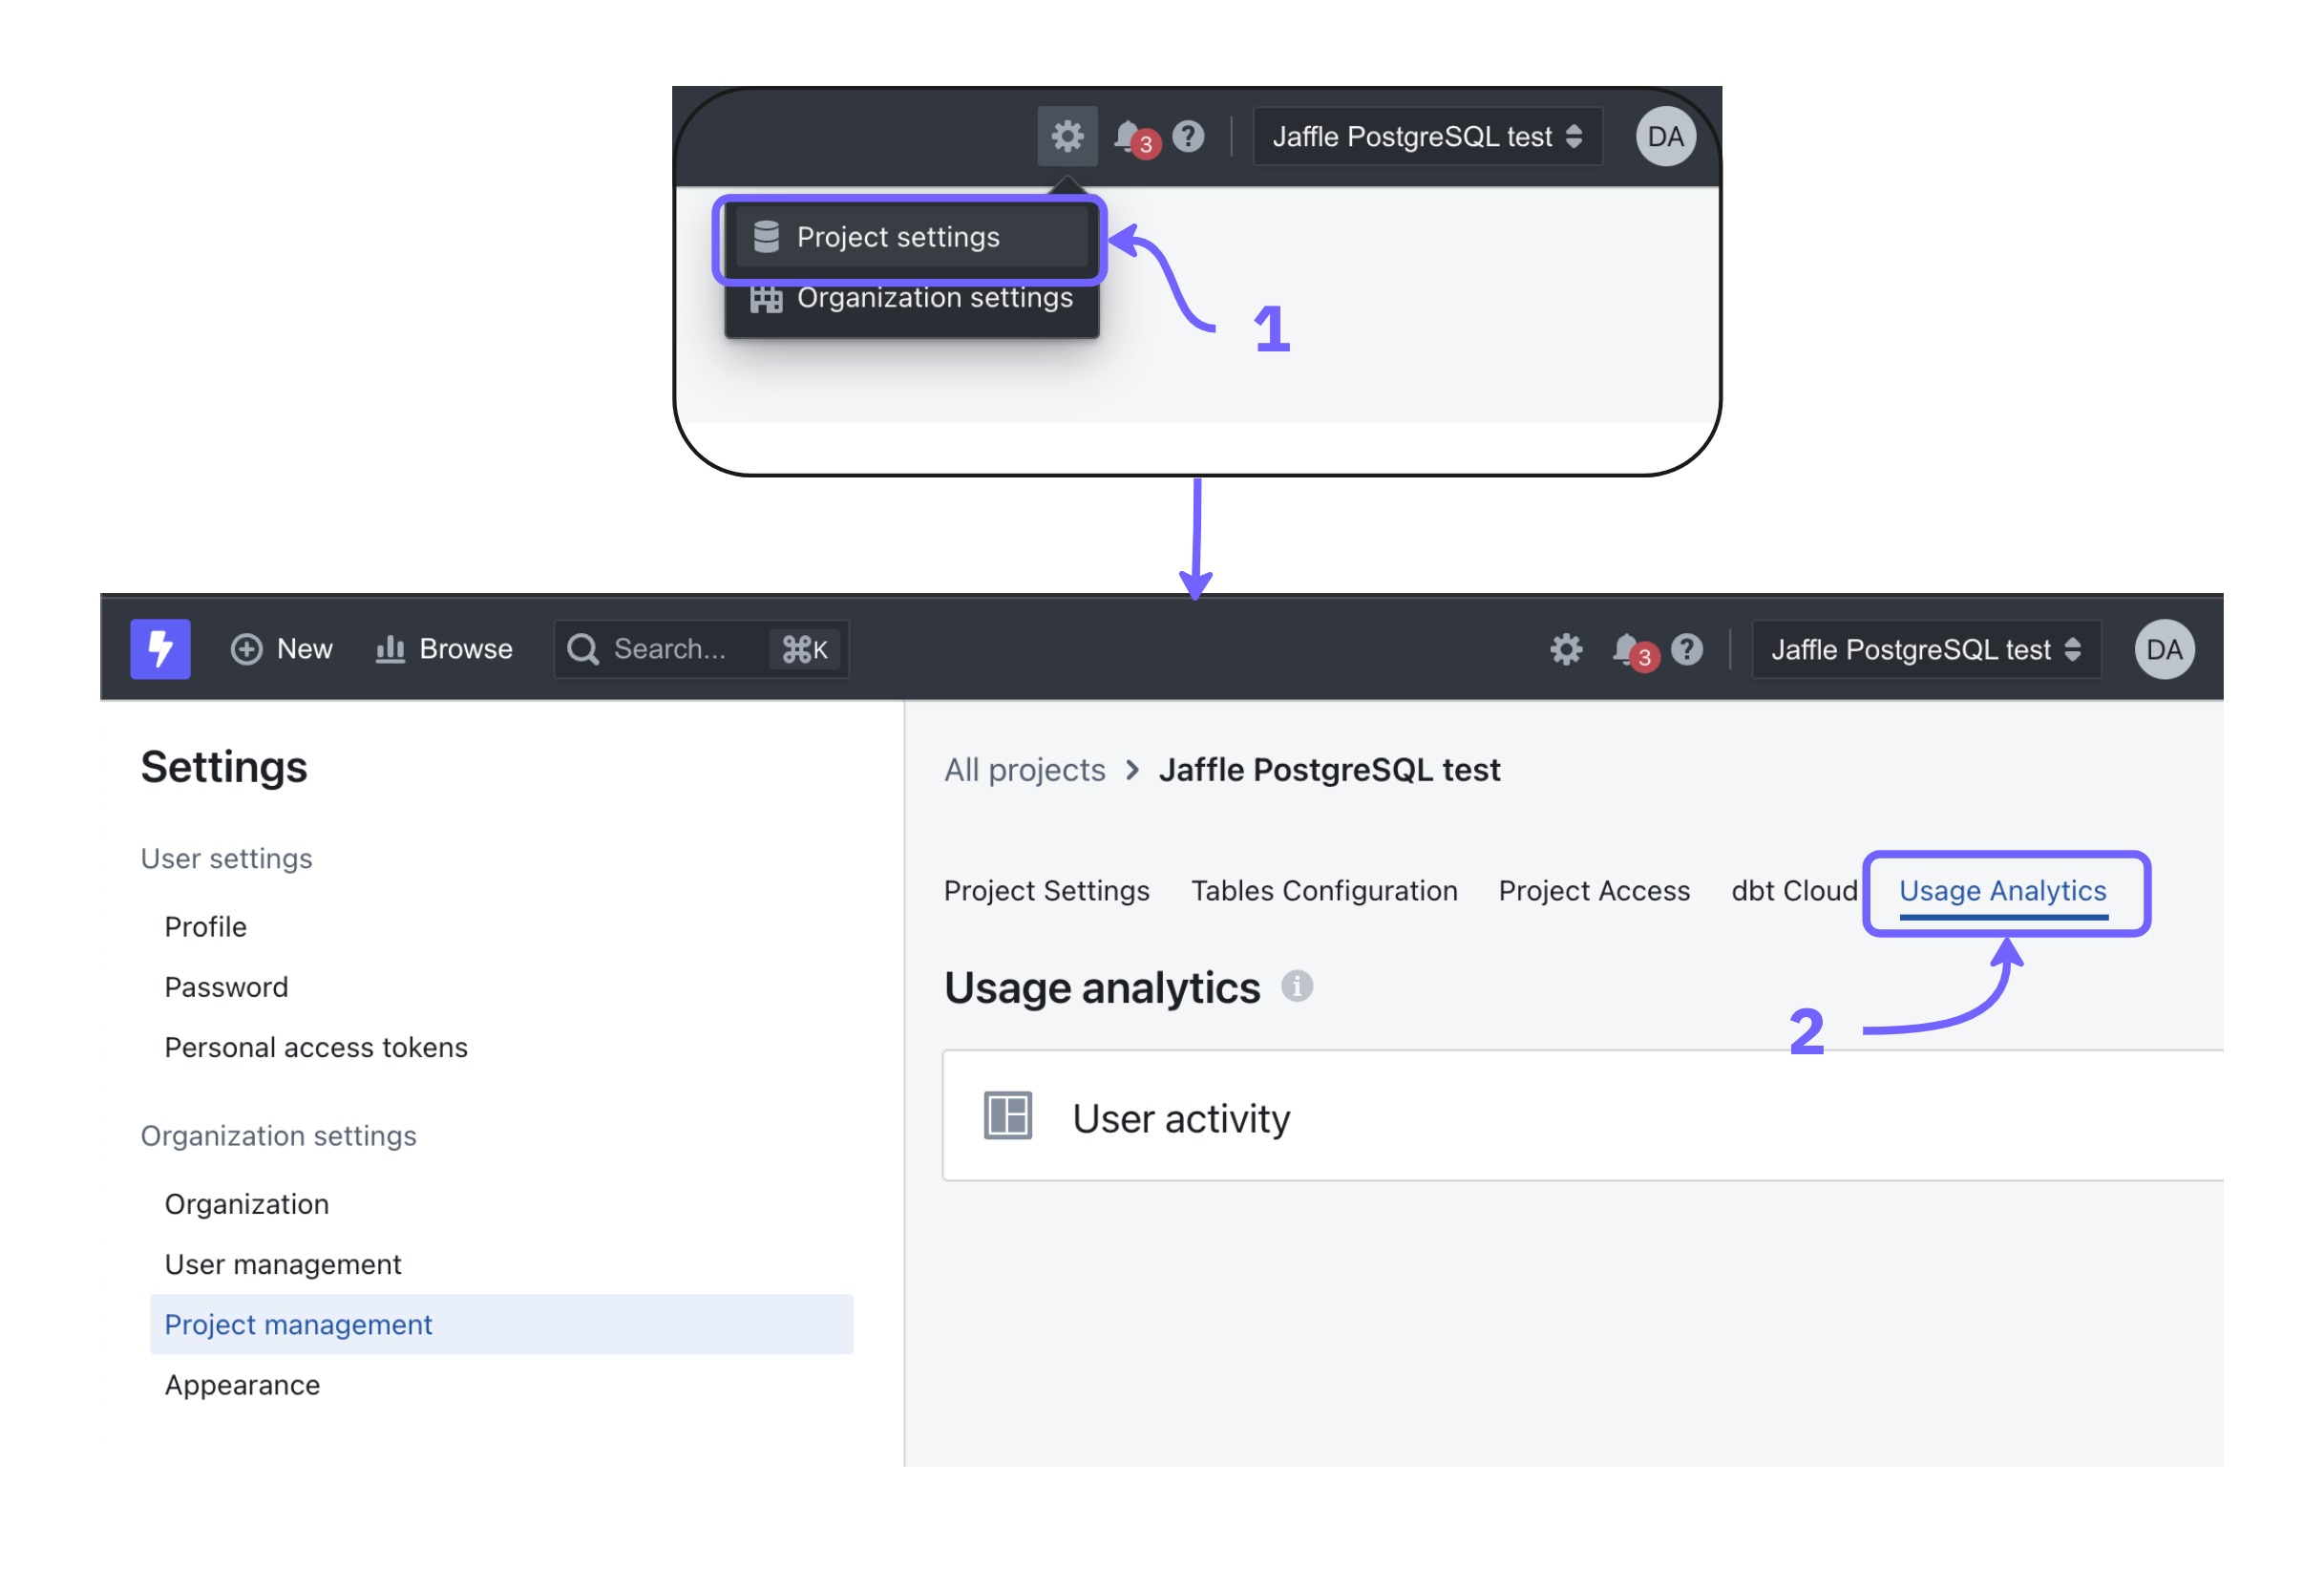 3
?
Jaffle PostgreSQL test
DA
Project settings
Organization settings
1
New
Browse
Search...
⌘K
3
?
Jaffle PostgreSQL test
DA
Settings
User settings
Profile
Password
Personal access tokens
Organization settings
Organization
User management
Project management
Appearance
All projects > Jaffle PostgreSQL test
Project Settings Tables Configuration Project Access dbt Cloud Usage Analytics
Usage analytics i
2
User activity